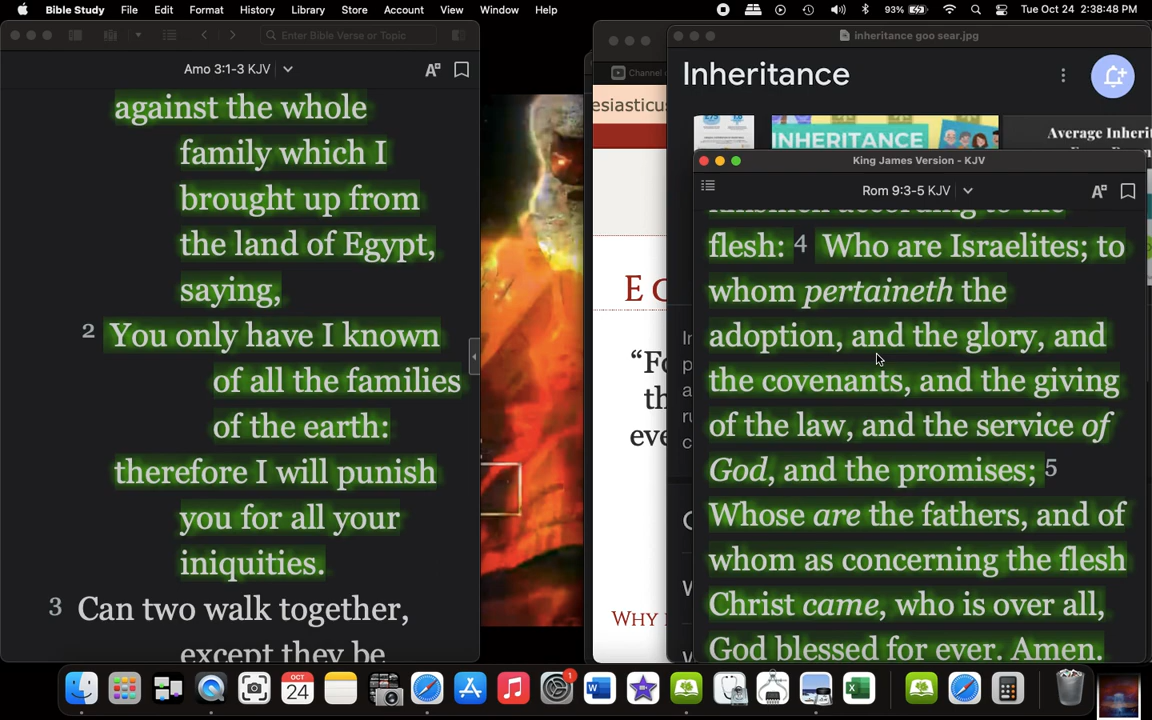 Bible Study File Edit Format History Library Store Account View Window Help
93%
Tue Oct 24 2:38:48 PM
Enter Bible Verse or Topic
Amo 3:1-3 KJV
against the whole
family which I
brought up from
the land of Egypt,
saying,
2 You only have I known
of all the families
of the earth:
therefore I will punish
you for all your
iniquities.
3 Can two walk together,
except they be
Channel
esiasticus
E
“Fo
th
eve
WHY
inheritance goo sear.jpg
Inheritance
INHERITANCE
Average Inherit
King James Version - KJV
Rom 9:3-5 KJV
kinsmen according to the
flesh: 4 Who are Israelites; to
whom pertaineth the
adoption, and the glory, and
the covenants, and the giving
of the law, and the service of
God, and the promises; 5
Whose are the fathers, and of
whom as concerning the flesh
Christ came, who is over all,
God blessed for ever. Amen.
OCT
24
1